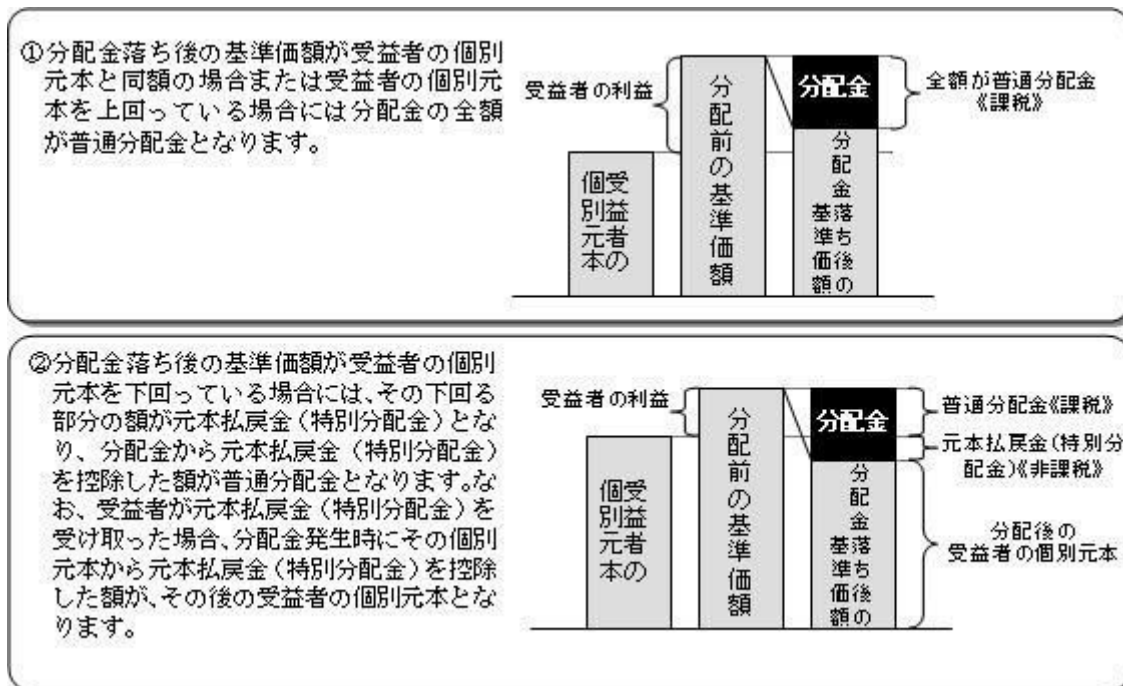 ①分配金落ち後の基準価額が受益者の個別
元本と同額の場合または受益者の個別元
本を上回っている場合には分配金の全額
が普通分配金となります。
受益者の利益
受益者の
個別元本
分配前の基準価額
分配金
分配金落ち後の
基準価額
全額が普通分配金
《課税》
②分配金落ち後の基準価額が受益者の個別
元本を下回っている場合には、その下回る
部分の額が元本払戻金（特別分配金）とな
り、分配金から元本払戻金（特別分配金）
を控除した額が普通分配金となります。な
お、受益者が元本払戻金（特別分配金）を
受け取った場合、分配金発生時にその個別
元本から元本払戻金（特別分配金）を控除
した額が、その後の受益者の個別元本とな
ります。
受益者の利益
受益者の
個別元本
分配前の基準価額
分配金
分配金落ち後の
基準価額
普通分配金《課税》
元本払戻金（特別分
配金）《非課税》
分配後の
受益者の個別元本